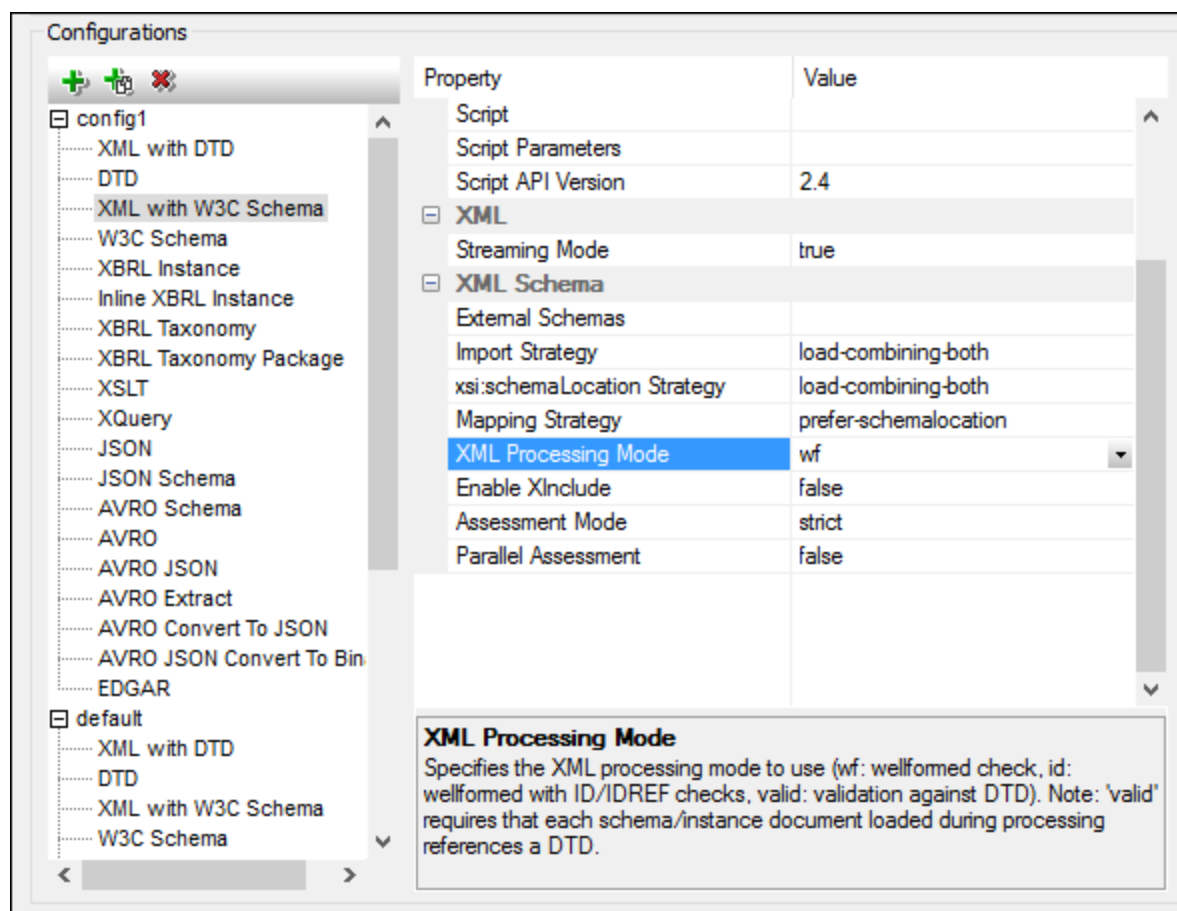 Configurations
config1
XML with DTD
DTD
XML with W3C Schema
W3C Schema
XBRL Instance
Inline XBRL Instance
XBRL Taxonomy
XBRL Taxonomy Package
XSLT
XQuery
JSON
JSON Schema
AVRO Schema
AVRO
AVRO JSON
AVRO Extract
AVRO Convert To JSON
AVRO JSON Convert To Bin
EDGAR
default
XML with DTD
DTD
XML with W3C Schema
W3C Schema
Property Value
Script
Script Parameters
Script API Version 2.4
XML
Streaming Mode true
XML Schema
External Schemas
Import Strategy load-combining-both
xsi:schemaLocation Strategy load-combining-both
Mapping Strategy prefer-schemalocation
XML Processing Mode wf
Enable XInclude false
Assessment Mode strict
Parallel Assessment false
XML Processing Mode
Specifies the XML processing mode to use (wf: wellformed check, id:
wellformed with ID/IDREF checks, valid: validation against DTD). Note: 'valid'
requires that each schema/instance document loaded during processing
references a DTD.